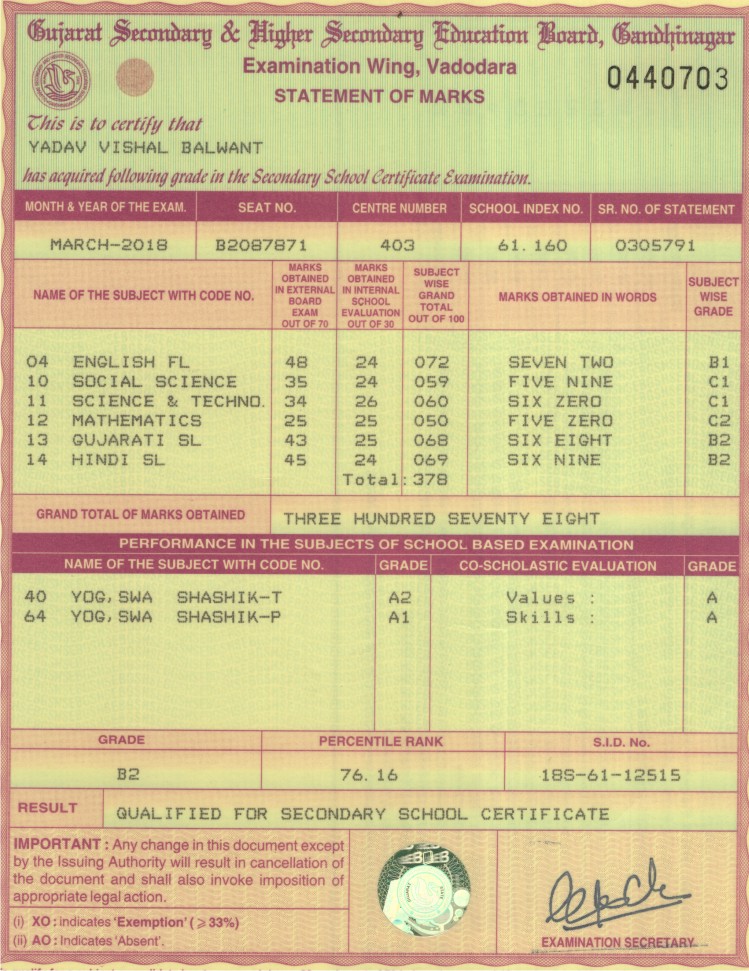 Gujarat Secondary & Higher Secondary Education Board, Gandhinagar
Examination Wing, Vadodara
0440703
STATEMENT OF MARKS
This is to certify that
YADAV VISHAL BALWANT
has acquired following grade in the Secondary School Certificate Examination.
MONTH & YEAR OF THE EXAM. SEAT NO. CENTRE NUMBER SCHOOL INDEX NO. SR. NO. OF STATEMENT
MARCH-2018 B2087871 403 61.160 0305791
NAME OF THE SUBJECT WITH CODE NO. MARKS OBTAINED IN EXTERNAL BOARD EXAM OUT OF 70 MARKS OBTAINED IN INTERNAL SCHOOL EVALUATION OUT OF 30 SUBJECT WISE GRAND TOTAL OUT OF 100 MARKS OBTAINED IN WORDS SUBJECT WISE GRADE
04 ENGLISH FL 48 24 072 SEVEN TWO B1
10 SOCIAL SCIENCE 35 24 059 FIVE NINE C1
11 SCIENCE & TECHNO. 34 26 060 SIX ZERO C1
12 MATHEMATICS 25 25 050 FIVE ZERO C2
13 GUJARATI SL 43 25 068 SIX EIGHT B2
14 HINDI SL 45 24 069 SIX NINE B2
Total:378
GRAND TOTAL OF MARKS OBTAINED THREE HUNDRED SEVENTY EIGHT
PERFORMANCE IN THE SUBJECTS OF SCHOOL BASED EXAMINATION
NAME OF THE SUBJECT WITH CODE NO. GRADE CO-SCHOLASTIC EVALUATION GRADE
40 YOG,SWA SHASHIK-T A2 Values : A
64 YOG,SWA SHASHIK-P A1 Skills : A
GRADE PERCENTILE RANK S.I.D. No.
B2 76.16 18S-61-12515
RESULT QUALIFIED FOR SECONDARY SCHOOL CERTIFICATE
IMPORTANT : Any change in this document except
by the Issuing Authority will result in cancellation of
the document and shall also invoke imposition of
appropriate legal action.
(i) XO : indicates 'Exemption' (⩾33%)
(ii) AO : Indicates 'Absent'.
EXAMINATION SECRETARY